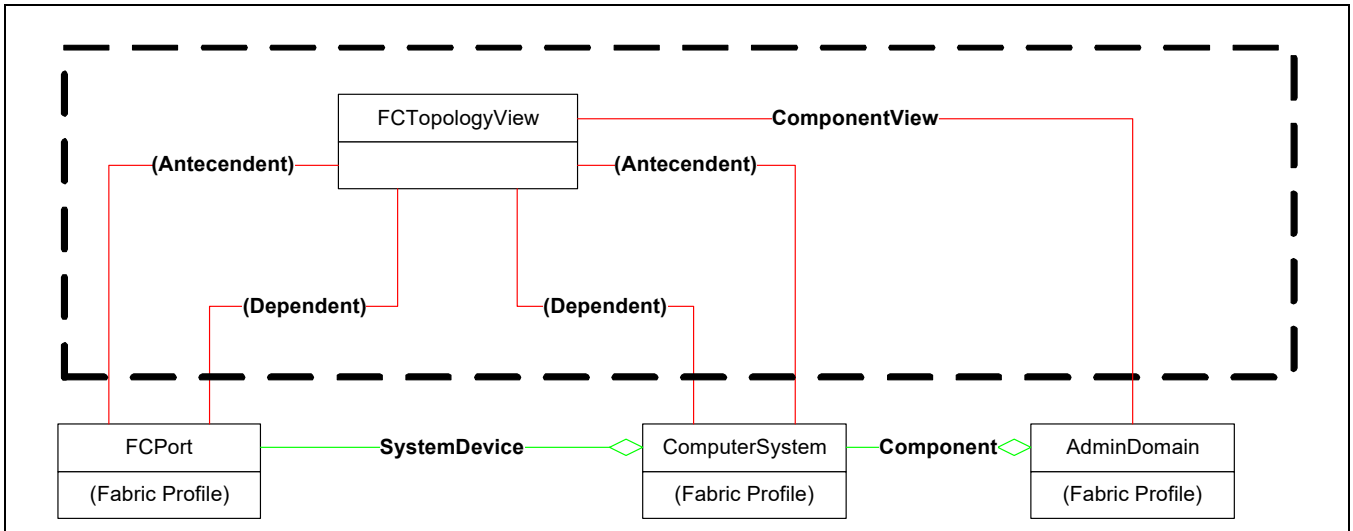 FCTopologyView
ComponentView
(Antecendent)
(Antecendent)
(Dependent)
(Dependent)
FCPort
SystemDevice
ComputerSystem
Component
AdminDomain
(Fabric Profile)
(Fabric Profile)
(Fabric Profile)